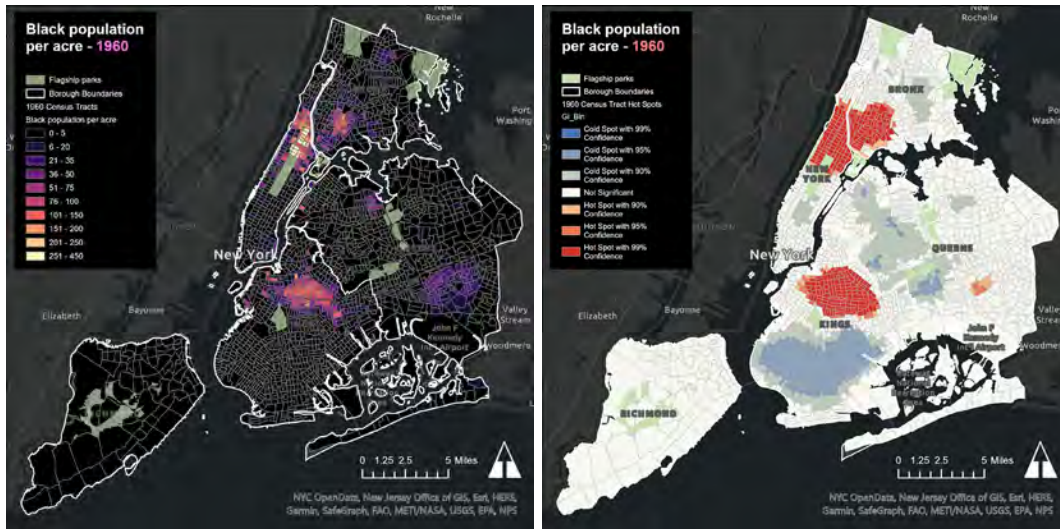 Black population
per acre - 1960
Flagship parks
Borough Boundaries
1960 Census Tracts
Black population per acre
0 - 5
6 - 20
21 - 35
36 - 50
51 - 75
76 - 100
101 - 150
151 - 200
201 - 250
251 - 450
New
Rochelle
Port
Washing
New York
Elizabeth
Bayonne
Valley
Stream
John F
Kennedy
Int'l Airport
Woodmere
0 1.25 2.5 5 Miles
NYC OpenData, New Jersey Office of GIS, Esri, HERE,
Garmin, SafeGraph, FAO, METI/NASA, USGS, EPA, NPS
Black population
per acre - 1960
Flagship parks
Borough Boundaries
1960 Census Tract Hot Spots
Gi_Bin
Cold Spot with 99%
Confidence
Cold Spot with 95%
Confidence
Cold Spot with 90%
Confidence
Not Significant
Hot Spot with 90%
Confidence
Hot Spot with 95%
Confidence
Hot Spot with 99%
Confidence
New
Rochelle
Port
Washing
BRONX
NEW
YORK
New York
QUEENS
KINGS
RICHMOND
Elizabeth
Bayonne
Valley
Stream
John F
Kennedy
Int'l Airport
Woodm
0 1.25 2.5 5 Miles
NYC OpenData, New Jersey Office of GIS, Esri, HERE,
Garmin, SafeGraph, FAO, METI/NASA, USGS, EPA, NPS